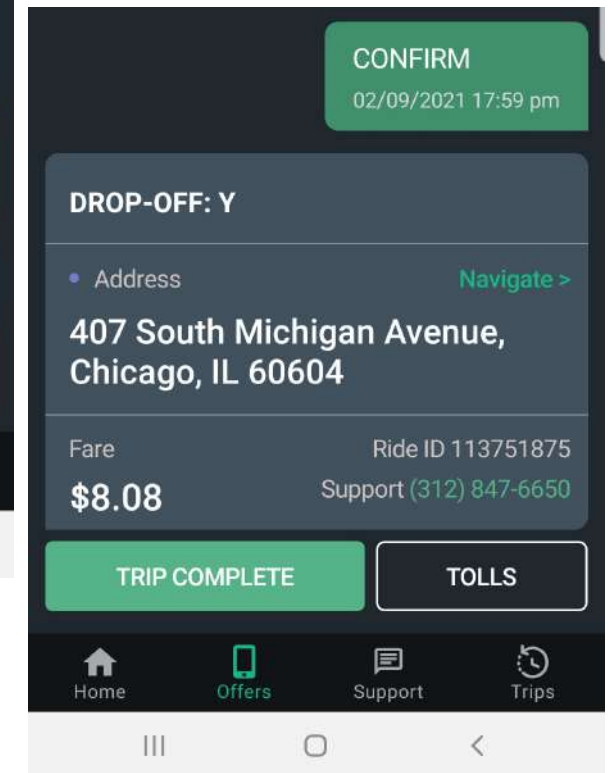 CONFIRM
02/09/2021 17:59 pm
DROP-OFF: Y
Address
Navigate >
407 South Michigan Avenue,
Chicago, IL 60604
Fare
Ride ID 113751875
$8.08
Support (312) 847-6650
TRIP COMPLETE
TOLLS
Home
Offers
Support
Trips